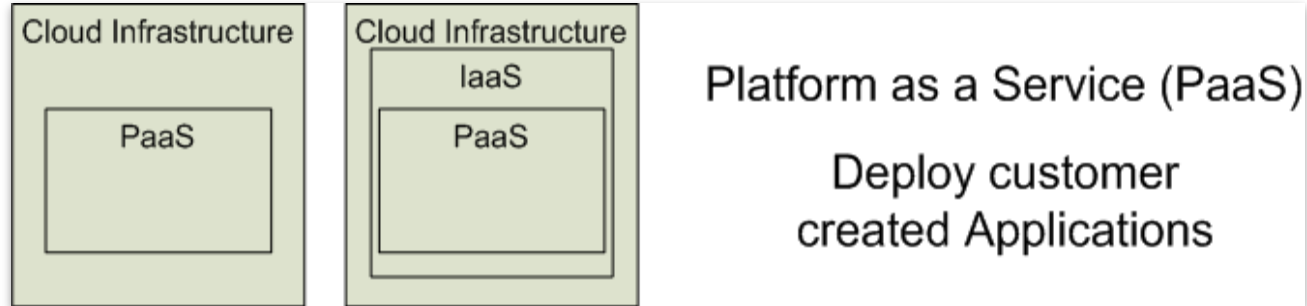 Cloud Infrastructure
PaaS
Cloud Infrastructure
IaaS
PaaS
Platform as a Service (PaaS)
Deploy customer
created Applications